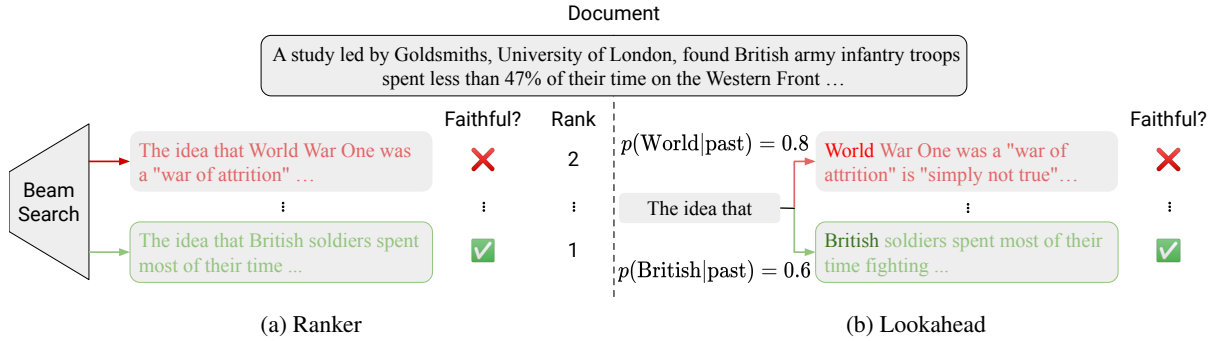 Document
A study led by Goldsmiths, University of London, found British army infantry troops
spent less than 47% of their time on the Western Front …
Beam
Search
Faithful?
Rank
The idea that World War One was
a "war of attrition" …
2
The idea that British soldiers spent
most of their time ...
1
(a) Ranker
p(World|past) = 0.8
Faithful?
The idea that
World War One was a "war of
attrition" is "simply not true"…
British soldiers spent most of their
time fighting ...
p(British|past) = 0.6
(b) Lookahead